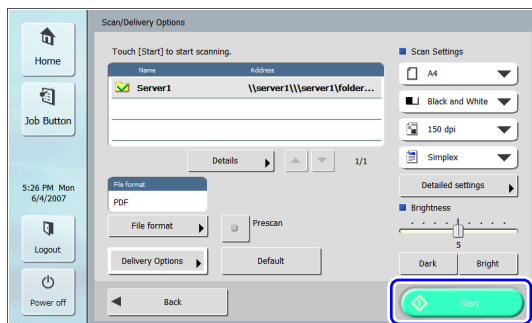 Scan/Delivery Options
Home
Job Button
5:26 PM Mon
6/4/2007
Logout
Power off
Touch [Start] to start scanning.
Name Address
Server1 \\server1\\\server1\folder...
Details 1/1
File format
PDF
File format Prescan
Delivery Options Default
Back
Scan Settings
A4
Black and White
150 dpi
Simplex
Detailed settings
Brightness
5
Dark Bright
Start